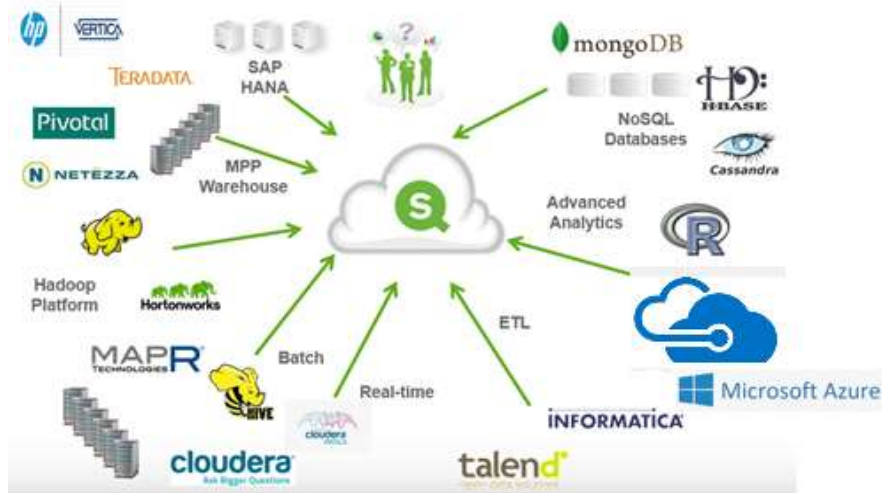 hp
VERTICA
TERADATA
SAP
HANA
?
mongoDB
HBASE
NoSQL
Databases
Cassandra
Pivotal
N NETEZZA
MPP
Warehouse
S
Advanced
Analytics
R
Hadoop
Platform
Hortonworks
MAPR
TECHNOLOGIES
Batch
HIVE
Real-time
ETL
Microsoft Azure
INFORMATICA
cloudera
cloudera
Ask Bigger Questions
talend